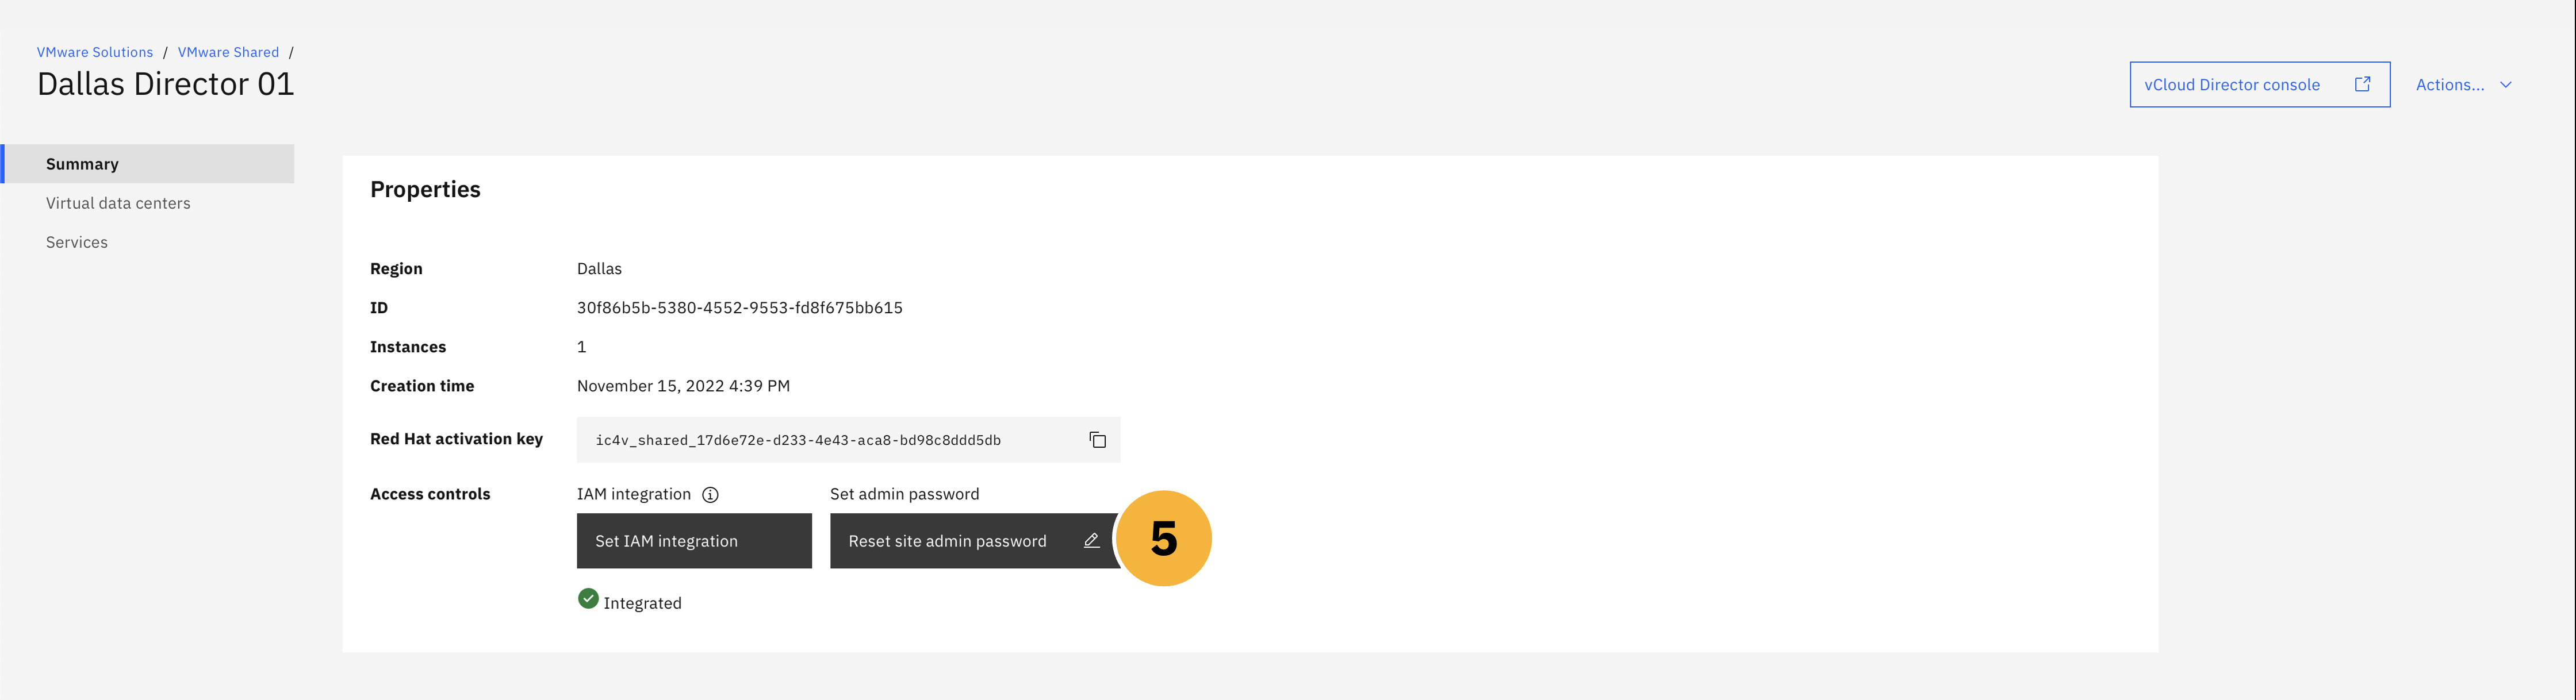 VMware Solutions / VMware Shared /
Dallas Director 01
vCloud Director console
Actions...
Summary
Virtual data centers
Services
Properties
Region Dallas
ID 30f86b5b-5380-4552-9553-fd8f675bb615
Instances 1
Creation time November 15, 2022 4:39 PM
Red Hat activation key ic4v_shared_17d6e72e-d233-4e43-aca8-bd98c8ddd5db
Access controls IAM integration Set admin password
Set IAM integration Reset site admin password 5
Integrated